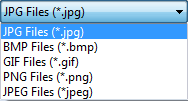 JPG Files (*.jpg)
JPG Files (*.jpg)
BMP Files (*.bmp)
GIF Files (*.gif)
PNG Files (*.png)
JPEG Files (*jpeg)